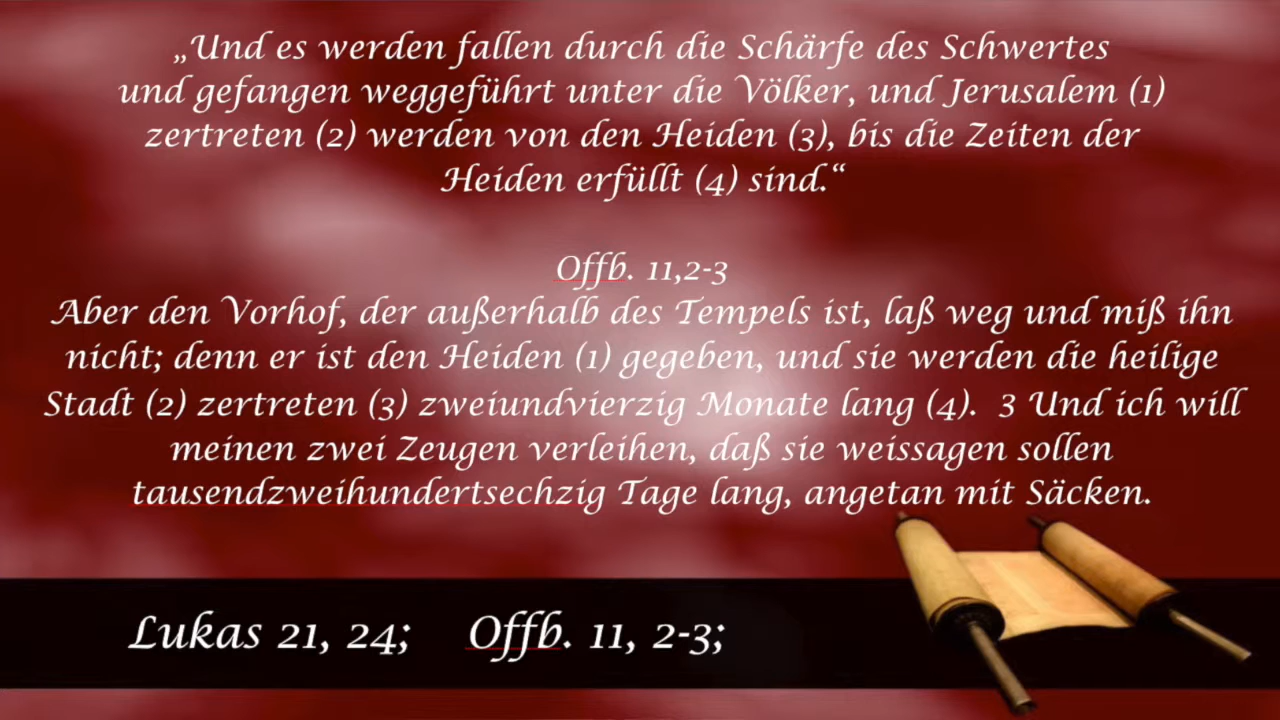 „Und es werden fallen durch die Schärfe des Schwertes
und gefangen weggeführt unter die Völker, und Jerusalem (1)
zertreten (2) werden von den Heiden (3), bis die Zeiten der
Heiden erfüllt (4) sind.“
Offb. 11,2-3
Aber den Vorhof, der außerhalb des Tempels ist, laß weg und miß ihn
nicht; denn er ist den Heiden (1) gegeben, und sie werden die heilige
Stadt (2) zertreten (3) zweiundvierzig Monate lang (4).  3 Und ich will
meinen zwei Zeugen verleihen, daß sie weissagen sollen
tausendzweihundertsechzig Tage lang, angetan mit Säcken.
Lukas 21, 24;    Offb. 11, 2-3;